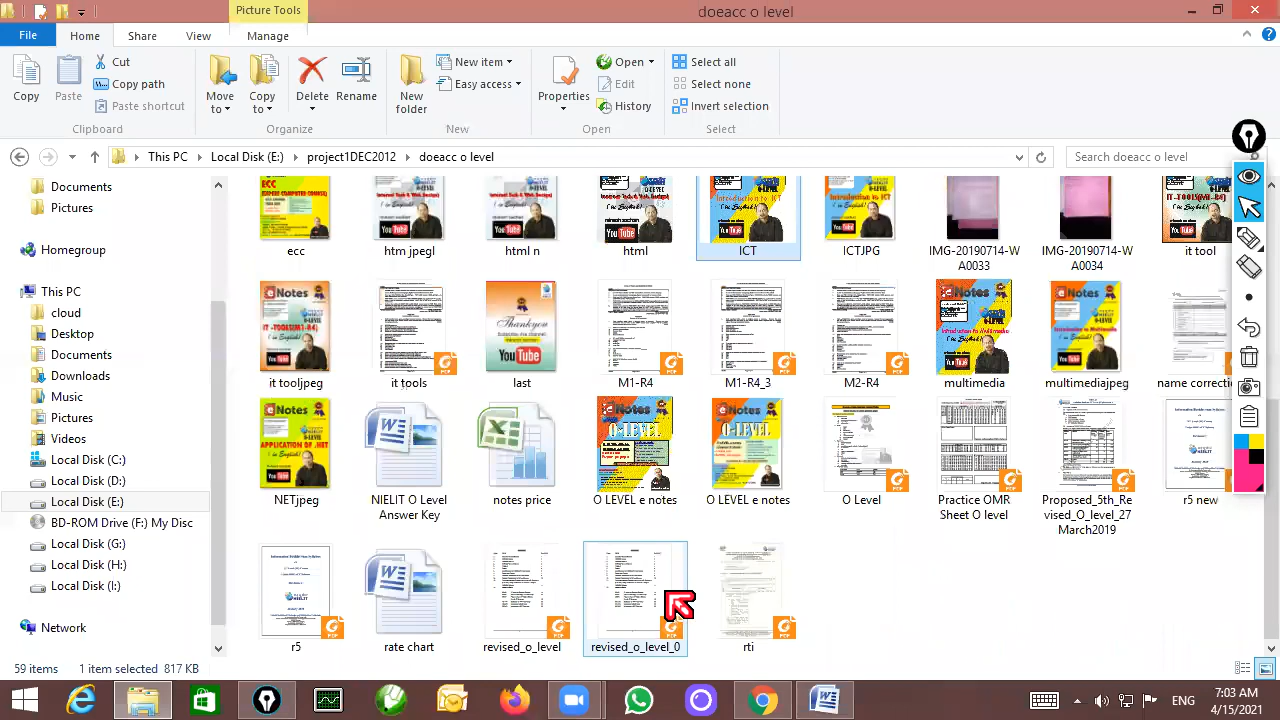 Picture Tools
doeacc o level
File
Home
Share
View
Manage
Copy
Paste
Cut
Copy path
Paste shortcut
Clipboard
Move to
Copy to
Delete
Rename
Organize
New folder
New item
Easy access
New
Properties
Open
Edit
History
Open
Select all
Select none
Invert selection
Select
This PC
Local Disk (E:)
project1DEC2012
doeacc o level
Search doeacc o level
Documents
Pictures
Homegroup
This PC
cloud
Desktop
Documents
Downloads
Music
Pictures
Videos
Local Disk (C:)
Local Disk (D:)
Local Disk (E:)
BD-ROM Drive (F:) My Disc
Local Disk (G:)
Local Disk
Local Disk
Network
ecc
htm jpegl
html n
html
ICT
ICTJPG
IMG-20190714-W
A0033
IMG-20190714-W
A0034
it tool
it tooljpeg
it tools
last
M1-R4
M1-R4_3
M2-R4
multimedia
multimediajpeg
name correcti
NETjpeg
NIELIT O Level
Answer Key
notes price
O LEVEL e notes
O LEVEL e notes
O Level
Practice OMR
Sheet O level
Proposed_5th_Re
vised_O_level_27
March2019
r5 new
r5
rate chart
revised_o_level
revised_o_level_0
rti
59 items
1 item selected 817 KB
ENG
7:03 AM
4/15/2021